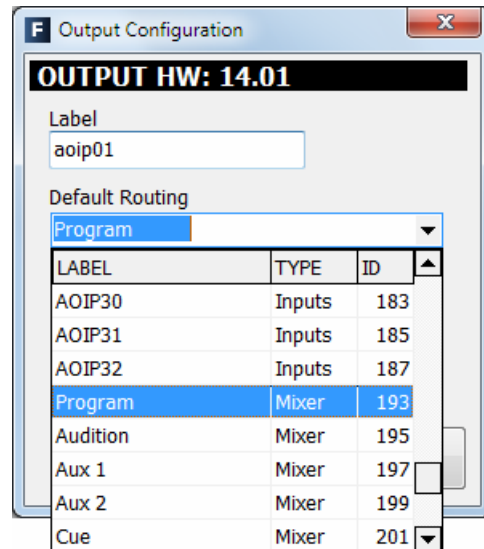 F Output Configuration
OUTPUT HW: 14.01
Label
aoip01
Default Routing
Program
LABEL TYPE ID
AOIP30 Inputs 183
AOIP31 Inputs 185
AOIP32 Inputs 187
Program Mixer 193
Audition Mixer 195
Aux 1 Mixer 197
Aux 2 Mixer 199
Cue Mixer 201